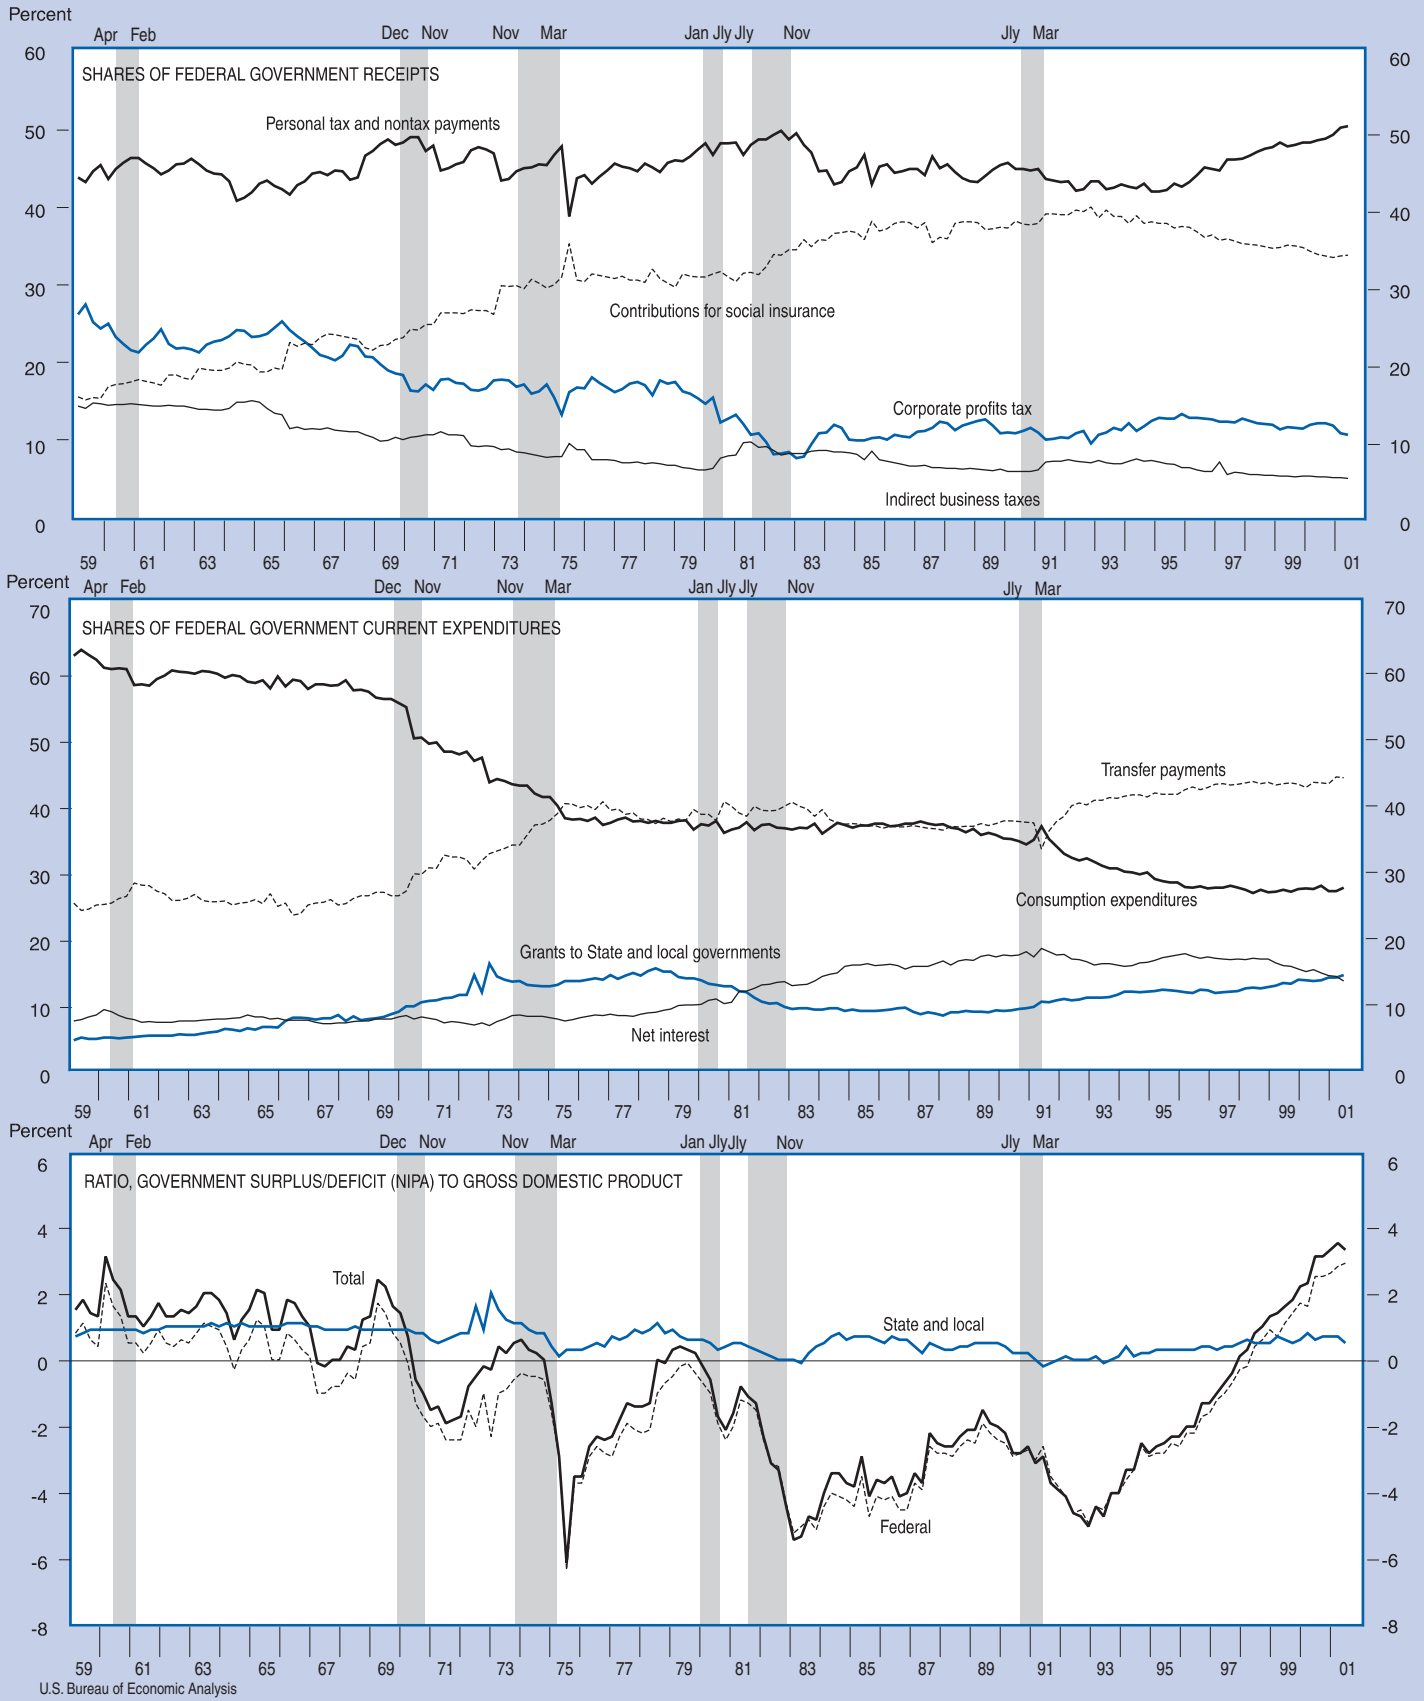 Percent
Apr Feb Dec Nov Nov Mar Jan Jly Jly Nov Jly Mar
60 60
SHARES OF FEDERAL GOVERNMENT RECEIPTS
Personal tax and nontax payments
50 50
40 40
30 30
Contributions for social insurance
20 20
Corporate profits tax
10 10
Indirect business taxes
0 0
59 61 63 65 67 69 71 73 75 77 79 81 83 85 87 89 91 93 95 97 99 01
Percent
Apr Feb Dec Nov Nov Mar Jan Jly Jly Nov Jly Mar
70 70
SHARES OF FEDERAL GOVERNMENT CURRENT EXPENDITURES
60 60
50 50
Transfer payments
40 40
30 30
Consumption expenditures
20 20
Grants to State and local governments
10 10
Net interest
0 0
59 61 63 65 67 69 71 73 75 77 79 81 83 85 87 89 91 93 95 97 99 01
Percent
Apr Feb Dec Nov Nov Mar Jan Jly Jly Nov Jly Mar
6 6
RATIO, GOVERNMENT SURPLUS/DEFICIT (NIPA) TO GROSS DOMESTIC PRODUCT
4 4
Total
2 2
State and local
0 0
-2 -2
-4 -4
Federal
-6 -6
-8 -8
59 61 63 65 67 69 71 73 75 77 79 81 83 85 87 89 91 93 95 97 99 01
U.S. Bureau of Economic Analysis